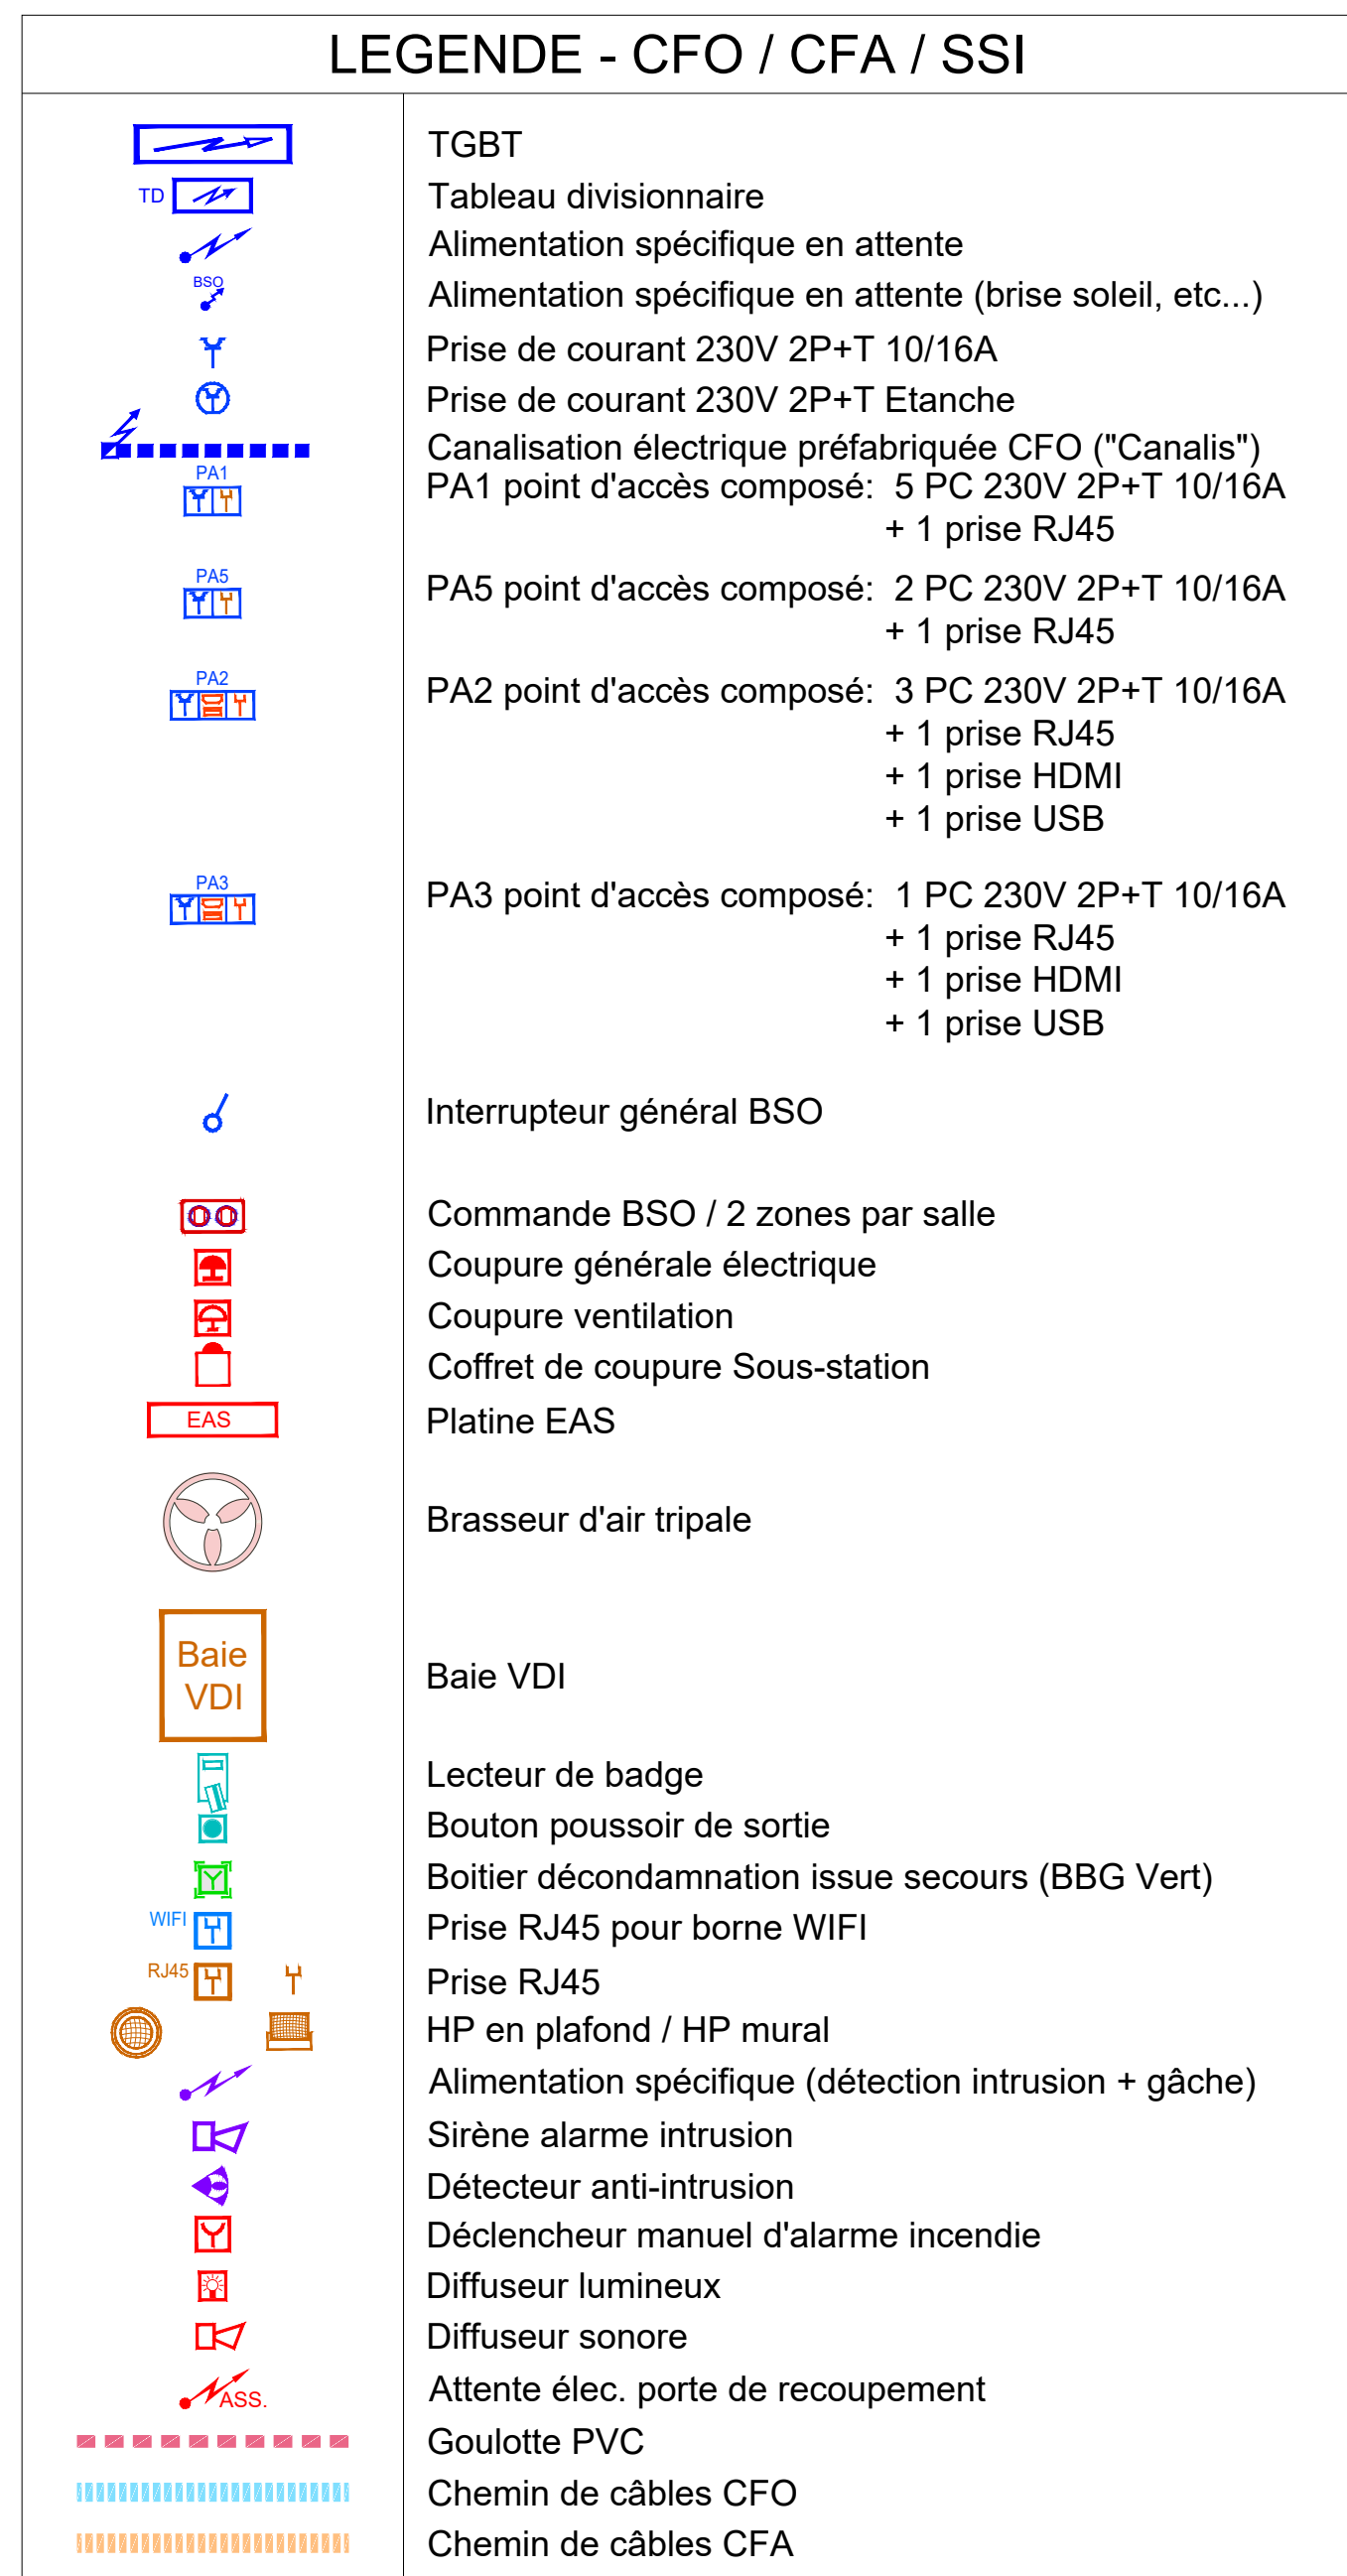 LEGENDE - CFO / CFA / SSI
TGBT
TD Tableau divisionnaire
Alimentation spécifique en attente
BSO Alimentation spécifique en attente (brise soleil, etc...)
Prise de courant 230V 2P+T 10/16A
Prise de courant 230V 2P+T Etanche
Canalisation électrique préfabriquée CFO ("Canalis")
PA1 PA1 point d'accès composé: 5 PC 230V 2P+T 10/16A
+ 1 prise RJ45
PA5 PA5 point d'accès composé: 2 PC 230V 2P+T 10/16A
+ 1 prise RJ45
PA2 PA2 point d'accès composé: 3 PC 230V 2P+T 10/16A
+ 1 prise RJ45
+ 1 prise HDMI
+ 1 prise USB
PA3 PA3 point d'accès composé: 1 PC 230V 2P+T 10/16A
+ 1 prise RJ45
+ 1 prise HDMI
+ 1 prise USB
Interrupteur général BSO
Commande BSO / 2 zones par salle
Coupure générale électrique
Coupure ventilation
Coffret de coupure Sous-station
EAS Platine EAS
Brasseur d'air tripale
Baie
VDI
Baie VDI
Lecteur de badge
Bouton poussoir de sortie
Boitier décondamnation issue secours (BBG Vert)
WIFI Prise RJ45 pour borne WIFI
RJ45 Prise RJ45
HP en plafond / HP mural
Alimentation spécifique (détection intrusion + gâche)
Sirène alarme intrusion
Détecteur anti-intrusion
Déclencheur manuel d'alarme incendie
Diffuseur lumineux
Diffuseur sonore
ASS. Attente élec. porte de recoupement
Goulotte PVC
Chemin de câbles CFO
Chemin de câbles CFA